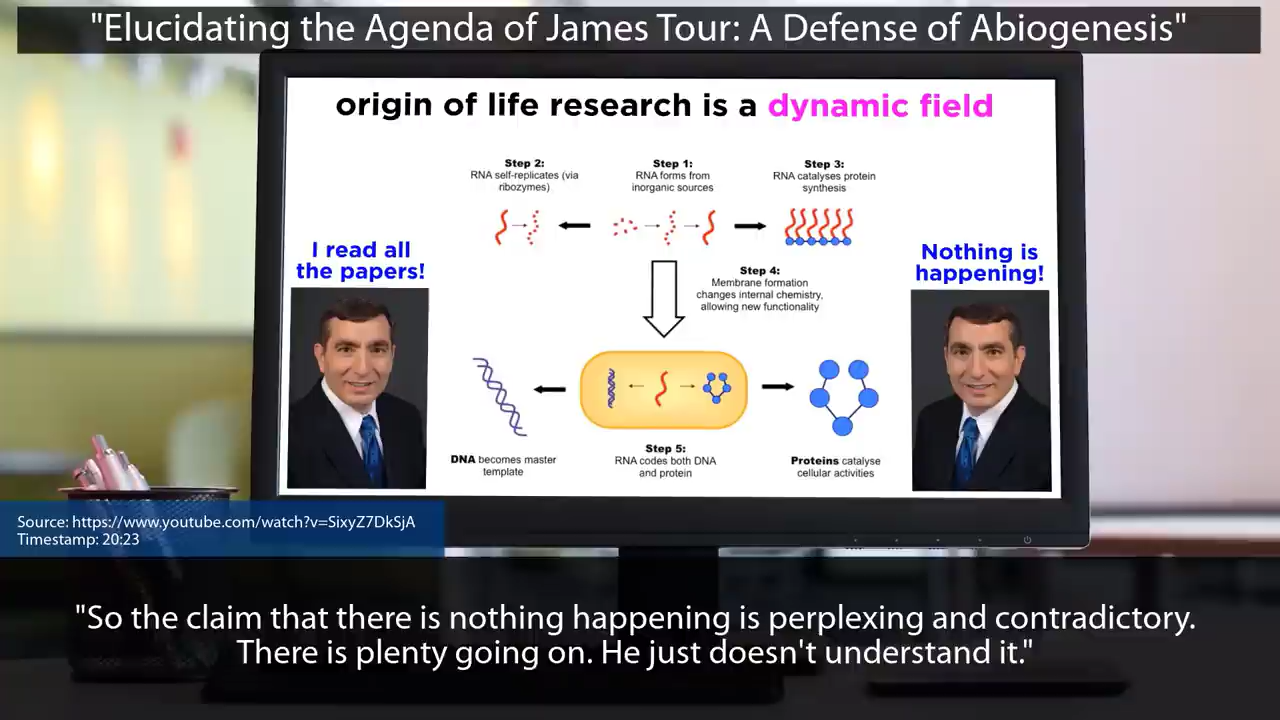 "Elucidating the Agenda of James Tour: A Defense of Abiogenesis"
origin of life research is a dynamic field
Step 2:
RNA self-replicates (via
ribozymes)
Step 1:
RNA forms from
inorganic sources
Step 3:
RNA catalyses protein
synthesis
I read all
the papers!
Nothing is
happening!
Step 4:
Membrane formation
changes internal chemistry,
allowing new functionality
DNA becomes master
template
Step 5:
RNA codes both DNA
and protein
Proteins catalyse
cellular activities
Source: https://www.youtube.com/watch?v=SixyZ7DkSjA
Timestamp: 20:23
"So the claim that there is nothing happening is perplexing and contradictory.
There is plenty going on. He just doesn't understand it."